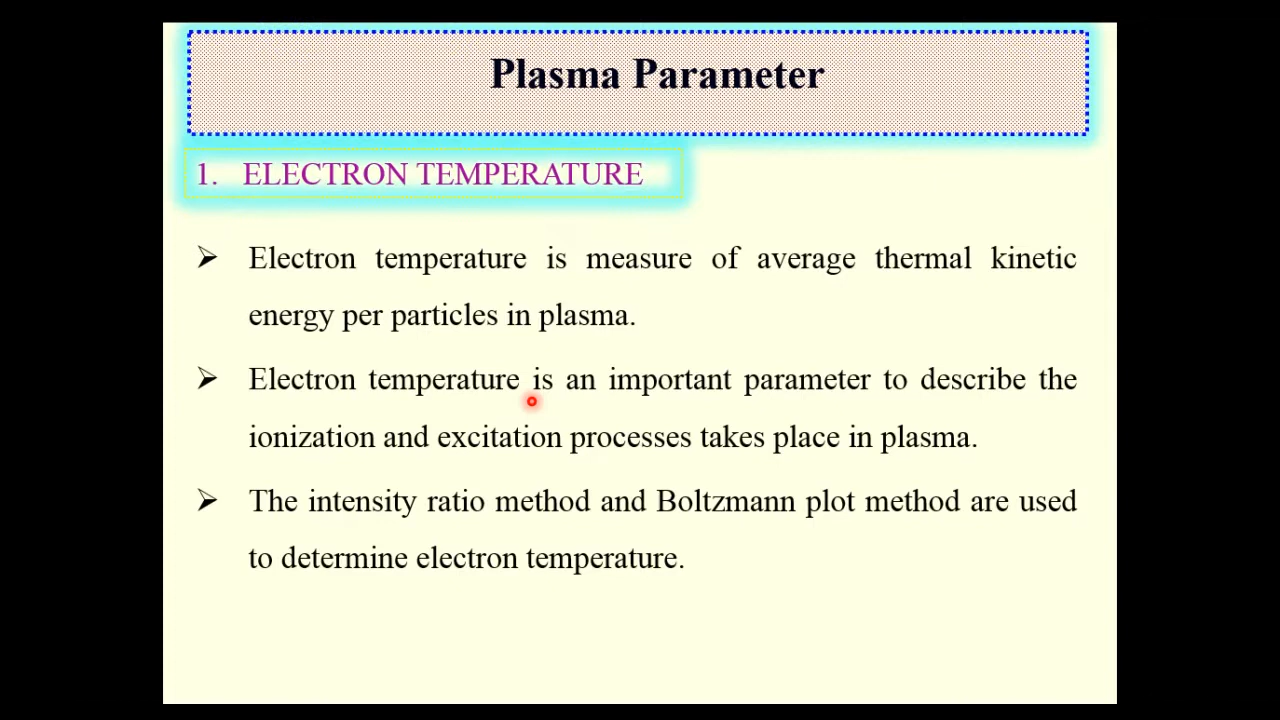 Plasma Parameter
1. ELECTRON TEMPERATURE
➢ Electron temperature is measure of average thermal kinetic
energy per particles in plasma.
➢ Electron temperature is an important parameter to describe the
ionization and excitation processes takes place in plasma.
➢ The intensity ratio method and Boltzmann plot method are used
to determine electron temperature.